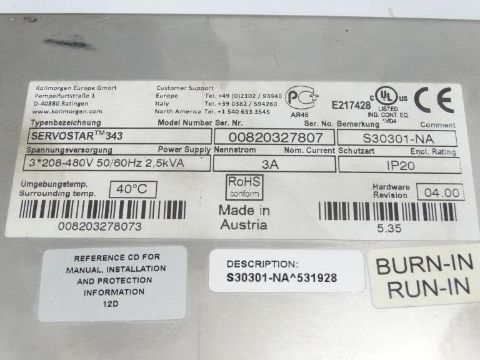 Kollmorgen Europe GmbH
Pempelfurtstraße 1
D-40880 Ratingen
www.kollmorgen.com
Customer Support
Europe Tel. +49 (0)2102 / 93940
Italy Tel. +39 0362 / 594260
North America Tel. +1 540 633 3545
AR46
E217428
UL
LISTED
IND. CONT. EQ.
1VD4
CE
Typenbezeichnung Model Number Ser. Nr. Ser. No. Bemerkung Comment
SERVOSTAR™343 00820327807 S30301-NA
Spannungsversorgung Power Supply Nennstrom Nom. Current Schutzart Encl. Rating
3*208-480V 50/60Hz 2,5kVA 3A IP20
Umgebungstemp.
Surrounding temp. 40°C
RoHS
conform
Hardware
Revision 04.00
008203278073
Made in
Austria
5.35
REFERENCE CD FOR
MANUAL, INSTALLATION
AND PROTECTION
INFORMATION
12D
DESCRIPTION:
S30301-NA^531928
BURN-IN
RUN-IN